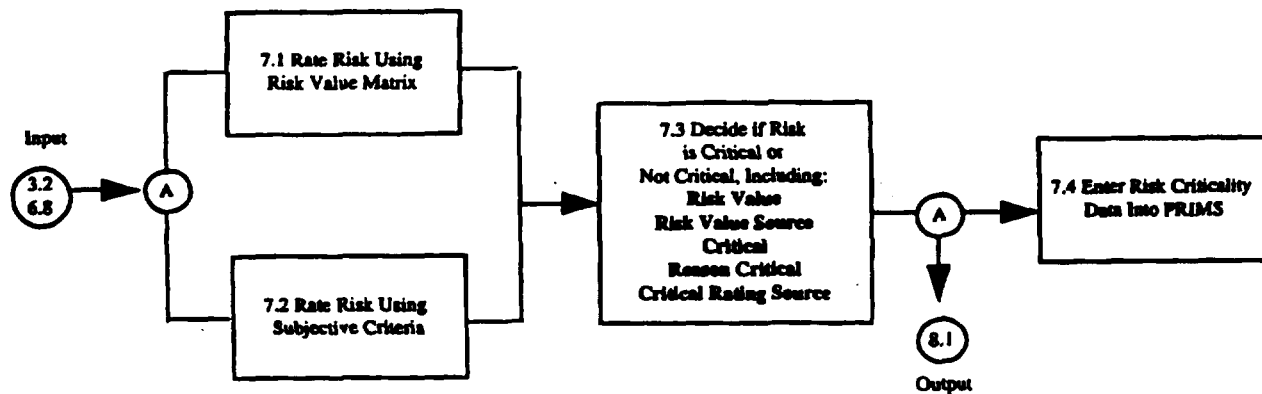 Input
3.2
6.8
A
7.1 Rate Risk Using
Risk Value Matrix
7.2 Rate Risk Using
Subjective Criteria
7.3 Decide if Risk
is Critical or
Not Critical, Including:
Risk Value
Risk Value Source
Critical
Reason Critical
Critical Rating Source
A
7.4 Enter Risk Criticality
Data Into PRIMS
8.1
Output